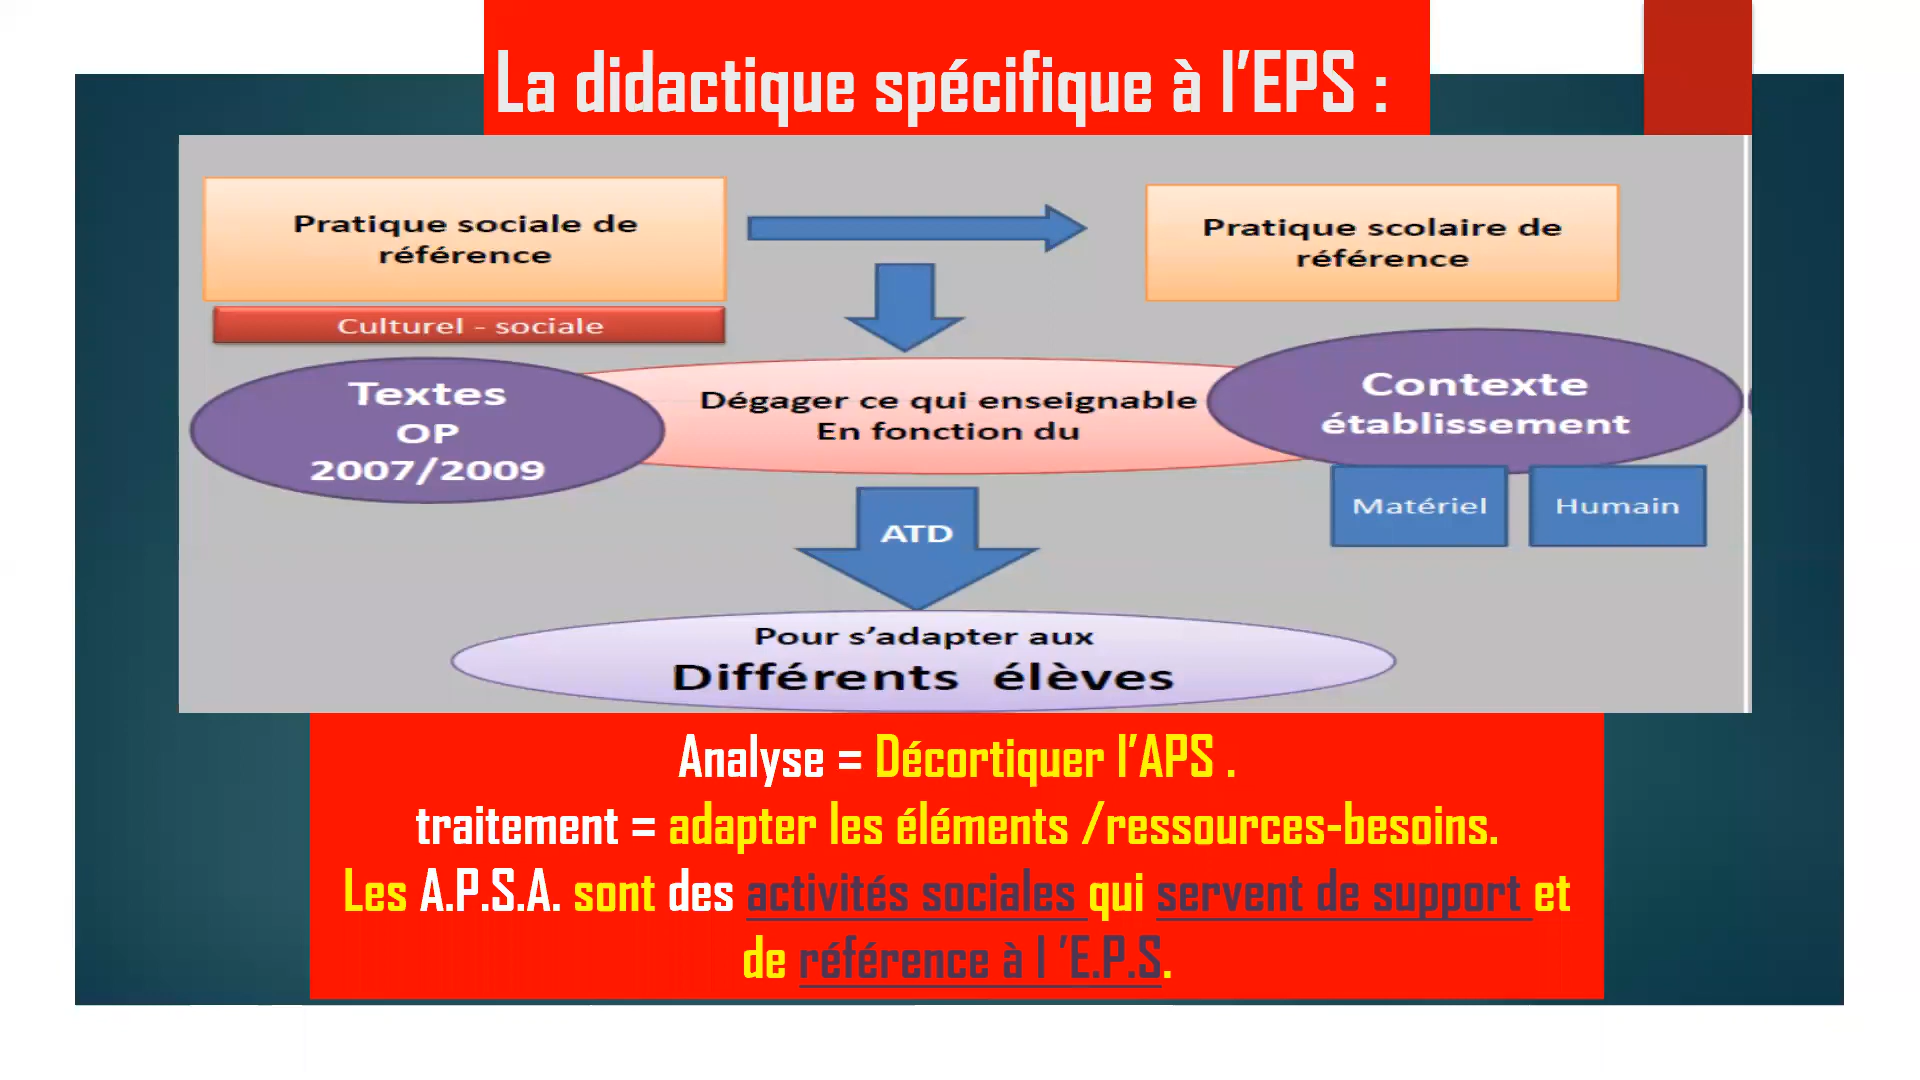 La didactique spécifique à l’EPS :
Pratique sociale de
référence
Pratique scolaire de
référence
Culturel - sociale
Textes
OP
2007/2009
Dégager ce qui enseignable
En fonction du
Contexte
établissement
Matériel
Humain
ATD
Pour s’adapter aux
Différents élèves
Analyse = Décortiquer l’APS .
traitement = adapter les éléments /ressources-besoins.
Les A.P.S.A. sont des activités sociales qui servent de support et
de référence à l ’E.P.S.